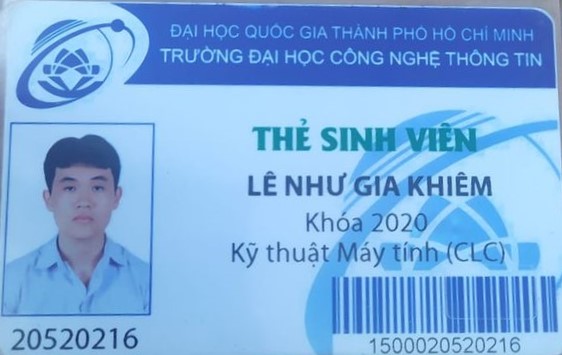 ĐẠI HỌC QUỐC GIA THÀNH PHỐ HỒ CHÍ MINH
TRƯỜNG ĐẠI HỌC CÔNG NGHỆ THÔNG TIN
THẺ SINH VIÊN
LÊ NHƯ GIA KHIÊM
Khóa 2020
Kỹ thuật Máy tính (CLC)
20520216
1500020520216